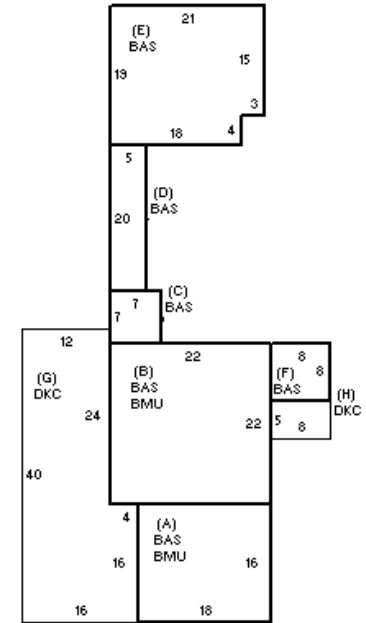 21
(E)
BAS
15
19
3
18
4
5
(D)
BAS
20
(C)
BAS
7
7
12
22
8
(G)
DKC
(B)
BAS
BMU
(F)
BAS
8
(H)
DKC
24
22
5
8
40
4
(A)
BAS
BMU
16
16
16
18